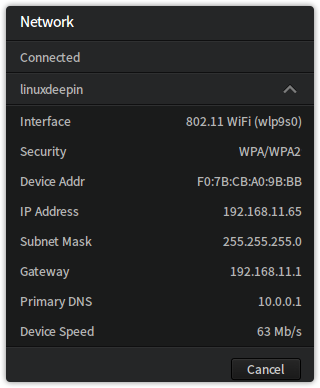 Network
Connected
linuxdeepin
Interface 802.11 WiFi (wlp9s0)
Security WPA/WPA2
Device Addr F0:7B:CB:A0:9B:BB
IP Address 192.168.11.65
Subnet Mask 255.255.255.0
Gateway 192.168.11.1
Primary DNS 10.0.0.1
Device Speed 63 Mb/s
Cancel